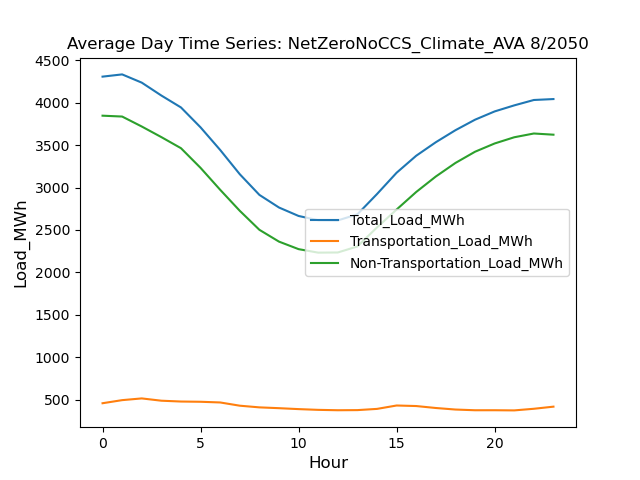 Average Day Time Series: NetZeroNoCCS_Climate_AVA 8/2050
4500
4000
3500
3000
2500
2000
1500
1000
500
Load_MWh
Total_Load_MWh
Transportation_Load_MWh
Non-Transportation_Load_MWh
0 5 10 15 20
Hour